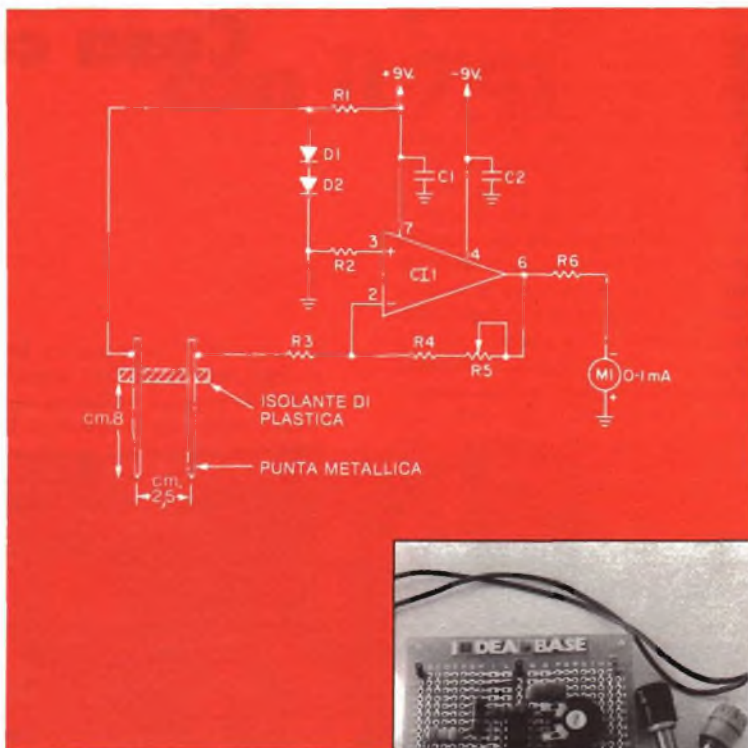 +9V. -9V.
R1
D1
C1 C2
D2
7
3 + 4 6 R6
R2
CI1
2 −
R3 R4
R5
M1 0-1mA
−
+
ISOLANTE DI
PLASTICA
cm.8
PUNTA METALLICA
cm.
2,5
IDEA BASE